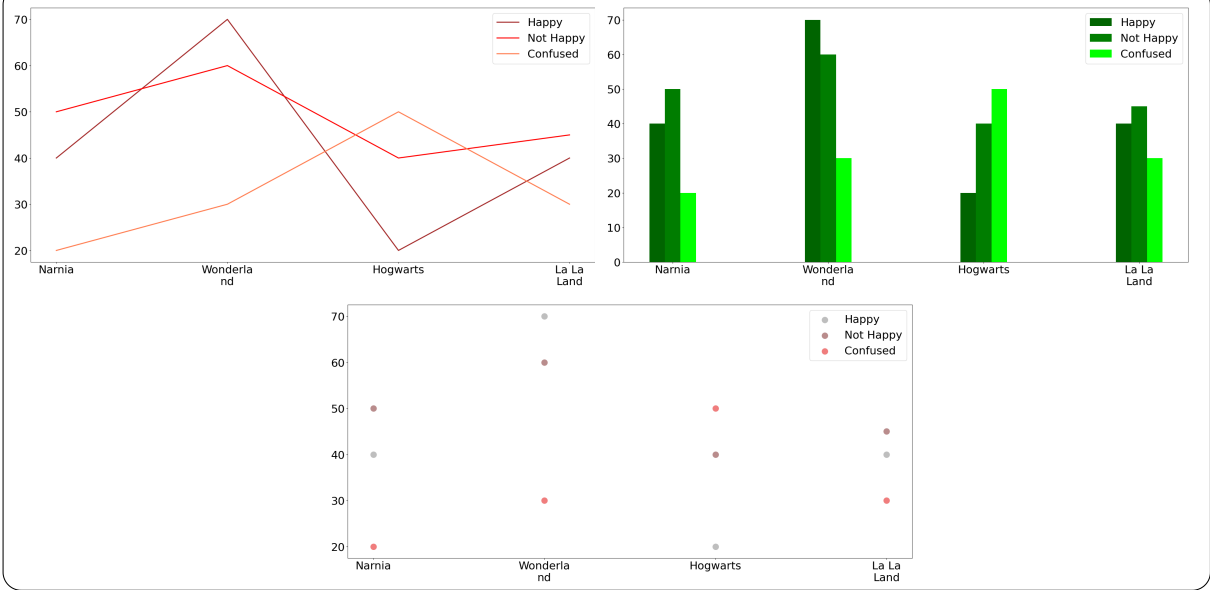 70
60
50
40
30
20
Happy
Not Happy
Confused
Narnia
Wonderla
nd
Hogwarts
La La
Land
70
60
50
40
30
20
10
0
Happy
Not Happy
Confused
Narnia
Wonderla
nd
Hogwarts
La La
Land
70
60
50
40
30
20
Happy
Not Happy
Confused
Narnia
Wonderla
nd
Hogwarts
La La
Land